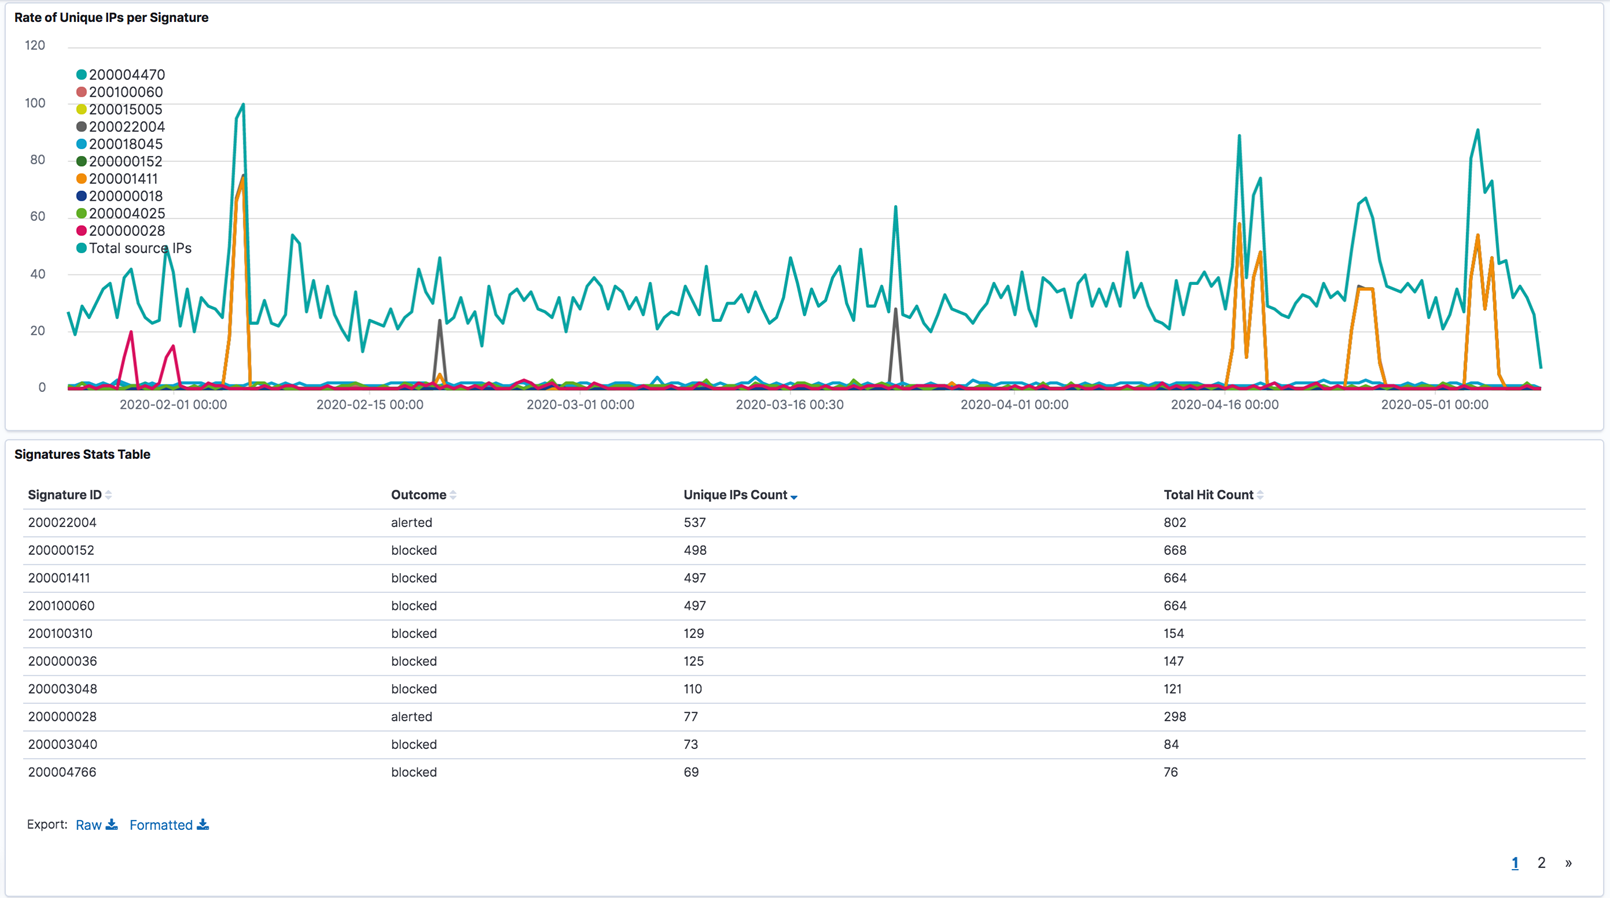 Rate of Unique IPs per Signature
120
100
80
60
40
20
0
200004470
200100060
200015005
200022004
200018045
200000152
200001411
200000018
200004025
200000028
Total source IPs
2020-02-01 00:00 2020-02-15 00:00 2020-03-01 00:00 2020-03-16 00:30 2020-04-01 00:00 2020-04-16 00:00 2020-05-01 00:00
Signatures Stats Table
Signature ID Outcome Unique IPs Count Total Hit Count
200022004 alerted 537 802
200000152 blocked 498 668
200001411 blocked 497 664
200100060 blocked 497 664
200100310 blocked 129 154
200000036 blocked 125 147
200003048 blocked 110 121
200000028 alerted 77 298
200003040 blocked 73 84
200004766 blocked 69 76
Export: Raw Formatted
1 2 »